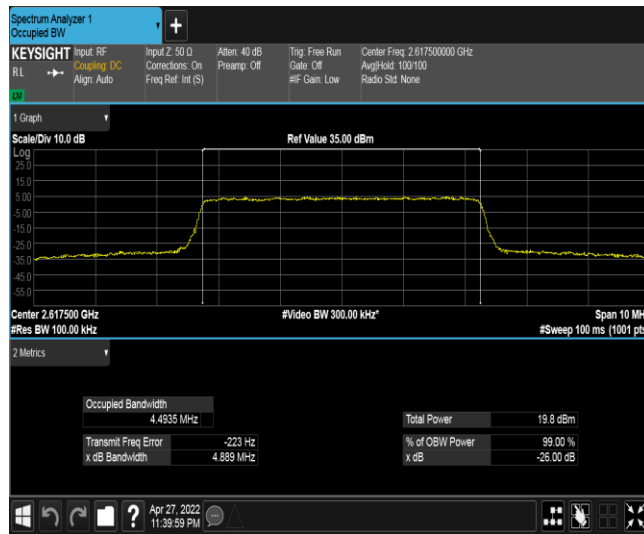 Spectrum Analyzer 1
Occupied BW
KEYSIGHT
RL
Input: RF
Coupling: DC
Align: Auto
Input Z: 50 Ω
Corrections: On
Freq Ref: Int (S)
Atten: 40 dB
Preamp: Off
Trig: Free Run
Gate: Off
#IF Gain: Low
Center Freq: 2.617500000 GHz
Avg|Hold: 100/100
Radio Std: None
1 Graph
Scale/Div 10.0 dB
Ref Value 35.00 dBm
Log
25.0
15.0
5.00
-5.00
-15.0
-25.0
-35.0
-45.0
-55.0
Center 2.617500 GHz
#Video BW 300.00 kHz*
Span 10 MH
#Res BW 100.00 kHz
#Sweep 100 ms (1001 pts
2 Metrics
Occupied Bandwidth
4.4935 MHz
Total Power 19.8 dBm
Transmit Freq Error -223 Hz
% of OBW Power 99.00 %
x dB Bandwidth 4.889 MHz
x dB -26.00 dB
Apr 27, 2022
11:39:59 PM